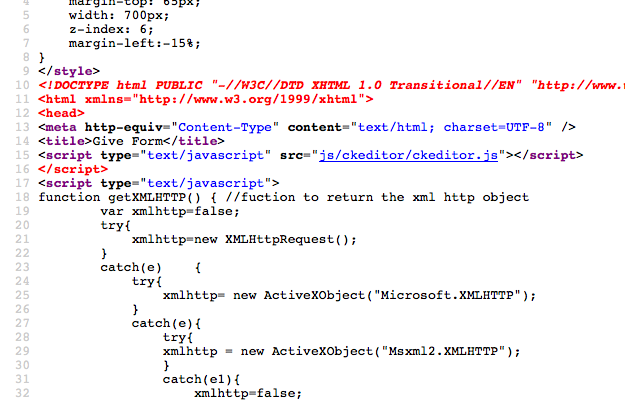 4 margin-top: 65px;
5 width: 700px;
6 z-index: 6;
7 margin-left:-15%;
8 }
9 </style>
10 <!DOCTYPE html PUBLIC "-//W3C//DTD XHTML 1.0 Transitional//EN" "http://www.
11 <html xmlns="http://www.w3.org/1999/xhtml">
12 <head>
13 <meta http-equiv="Content-Type" content="text/html; charset=UTF-8" />
14 <title>Give Form</title>
15 <script type="text/javascript" src="js/ckeditor/ckeditor.js"></script>
16 </script>
17 <script type="text/javascript">
18 function getXMLHTTP() { //fuction to return the xml http object
19 var xmlhttp=false;
20 try{
21 xmlhttp=new XMLHttpRequest();
22 }
23 catch(e) {
24 try{
25 xmlhttp= new ActiveXObject("Microsoft.XMLHTTP");
26 }
27 catch(e){
28 try{
29 xmlhttp = new ActiveXObject("Msxml2.XMLHTTP");
30 }
31 catch(e1){
32 xmlhttp=false;